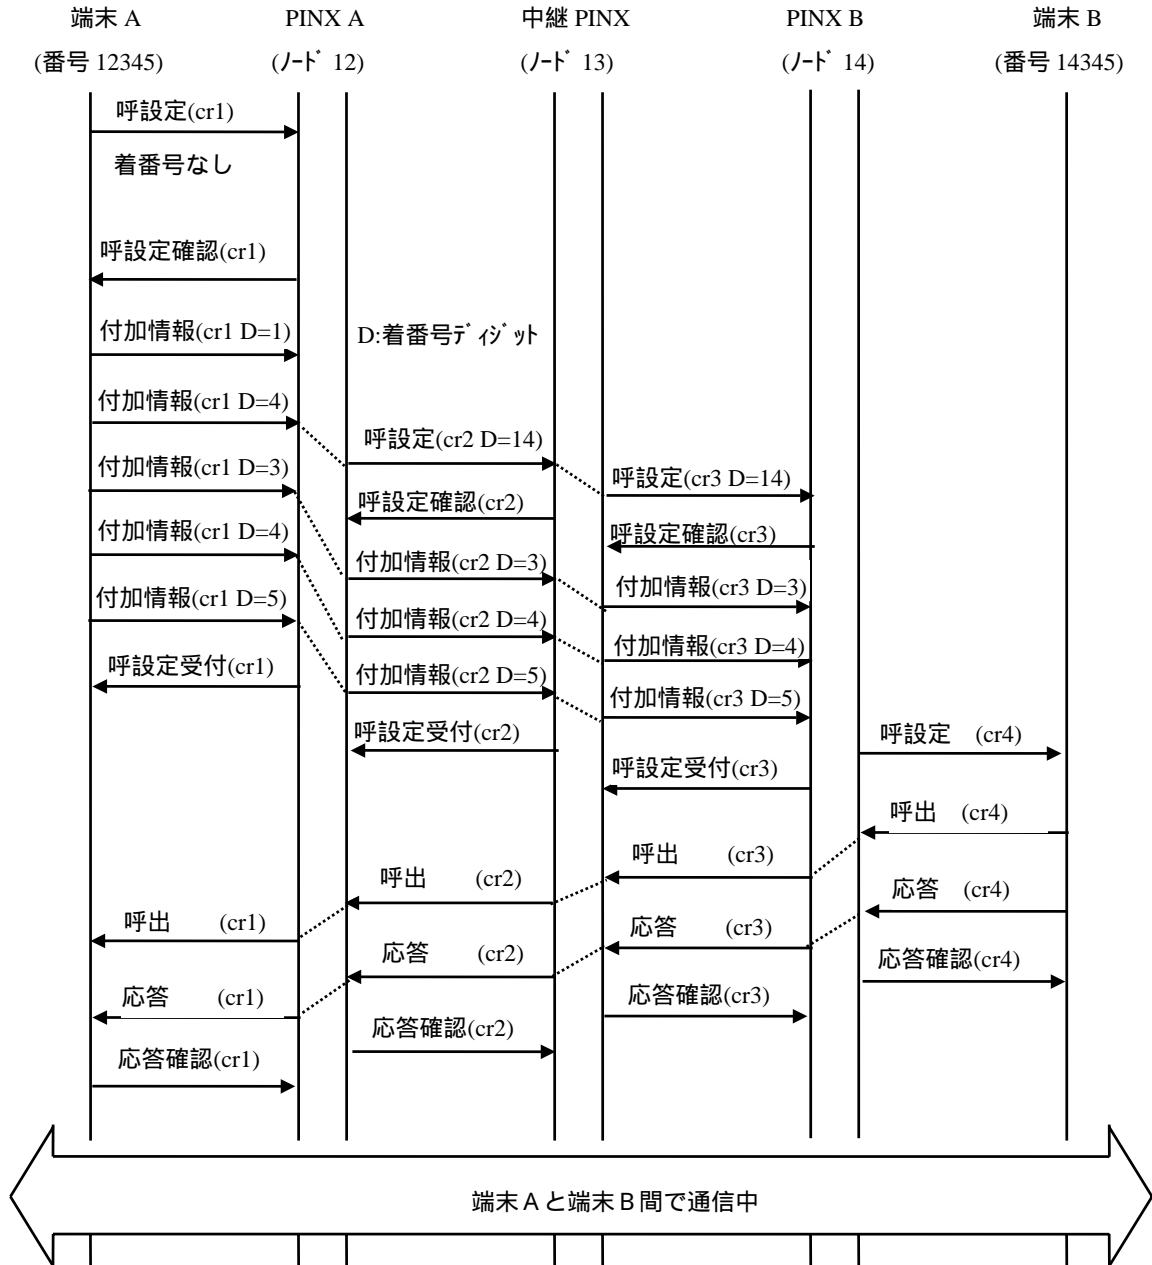 端末 A
PINX A
中継 PINX
PINX B
端末 B
(番号 12345)
(ﾉｰﾄﾞ 12)
(ﾉｰﾄﾞ 13)
(ﾉｰﾄﾞ 14)
(番号 14345)
呼設定(cr1)
着番号なし
呼設定確認(cr1)
付加情報(cr1 D=1)
D:着番号ﾃﾞｨｼﾞｯﾄ
付加情報(cr1 D=4)
呼設定(cr2 D=14)
付加情報(cr1 D=3)
呼設定(cr3 D=14)
呼設定確認(cr2)
付加情報(cr1 D=4)
呼設定確認(cr3)
付加情報(cr2 D=3)
付加情報(cr3 D=3)
付加情報(cr1 D=5)
付加情報(cr2 D=4)
付加情報(cr3 D=4)
呼設定受付(cr1)
付加情報(cr2 D=5)
付加情報(cr3 D=5)
呼設定受付(cr2)
呼設定 (cr4)
呼設定受付(cr3)
呼出 (cr4)
呼出 (cr3)
呼出 (cr2)
応答 (cr4)
呼出 (cr1)
応答 (cr3)
応答 (cr2)
応答確認(cr4)
応答 (cr1)
応答確認(cr3)
応答確認(cr2)
応答確認(cr1)
端末Ａと端末Ｂ間で通信中